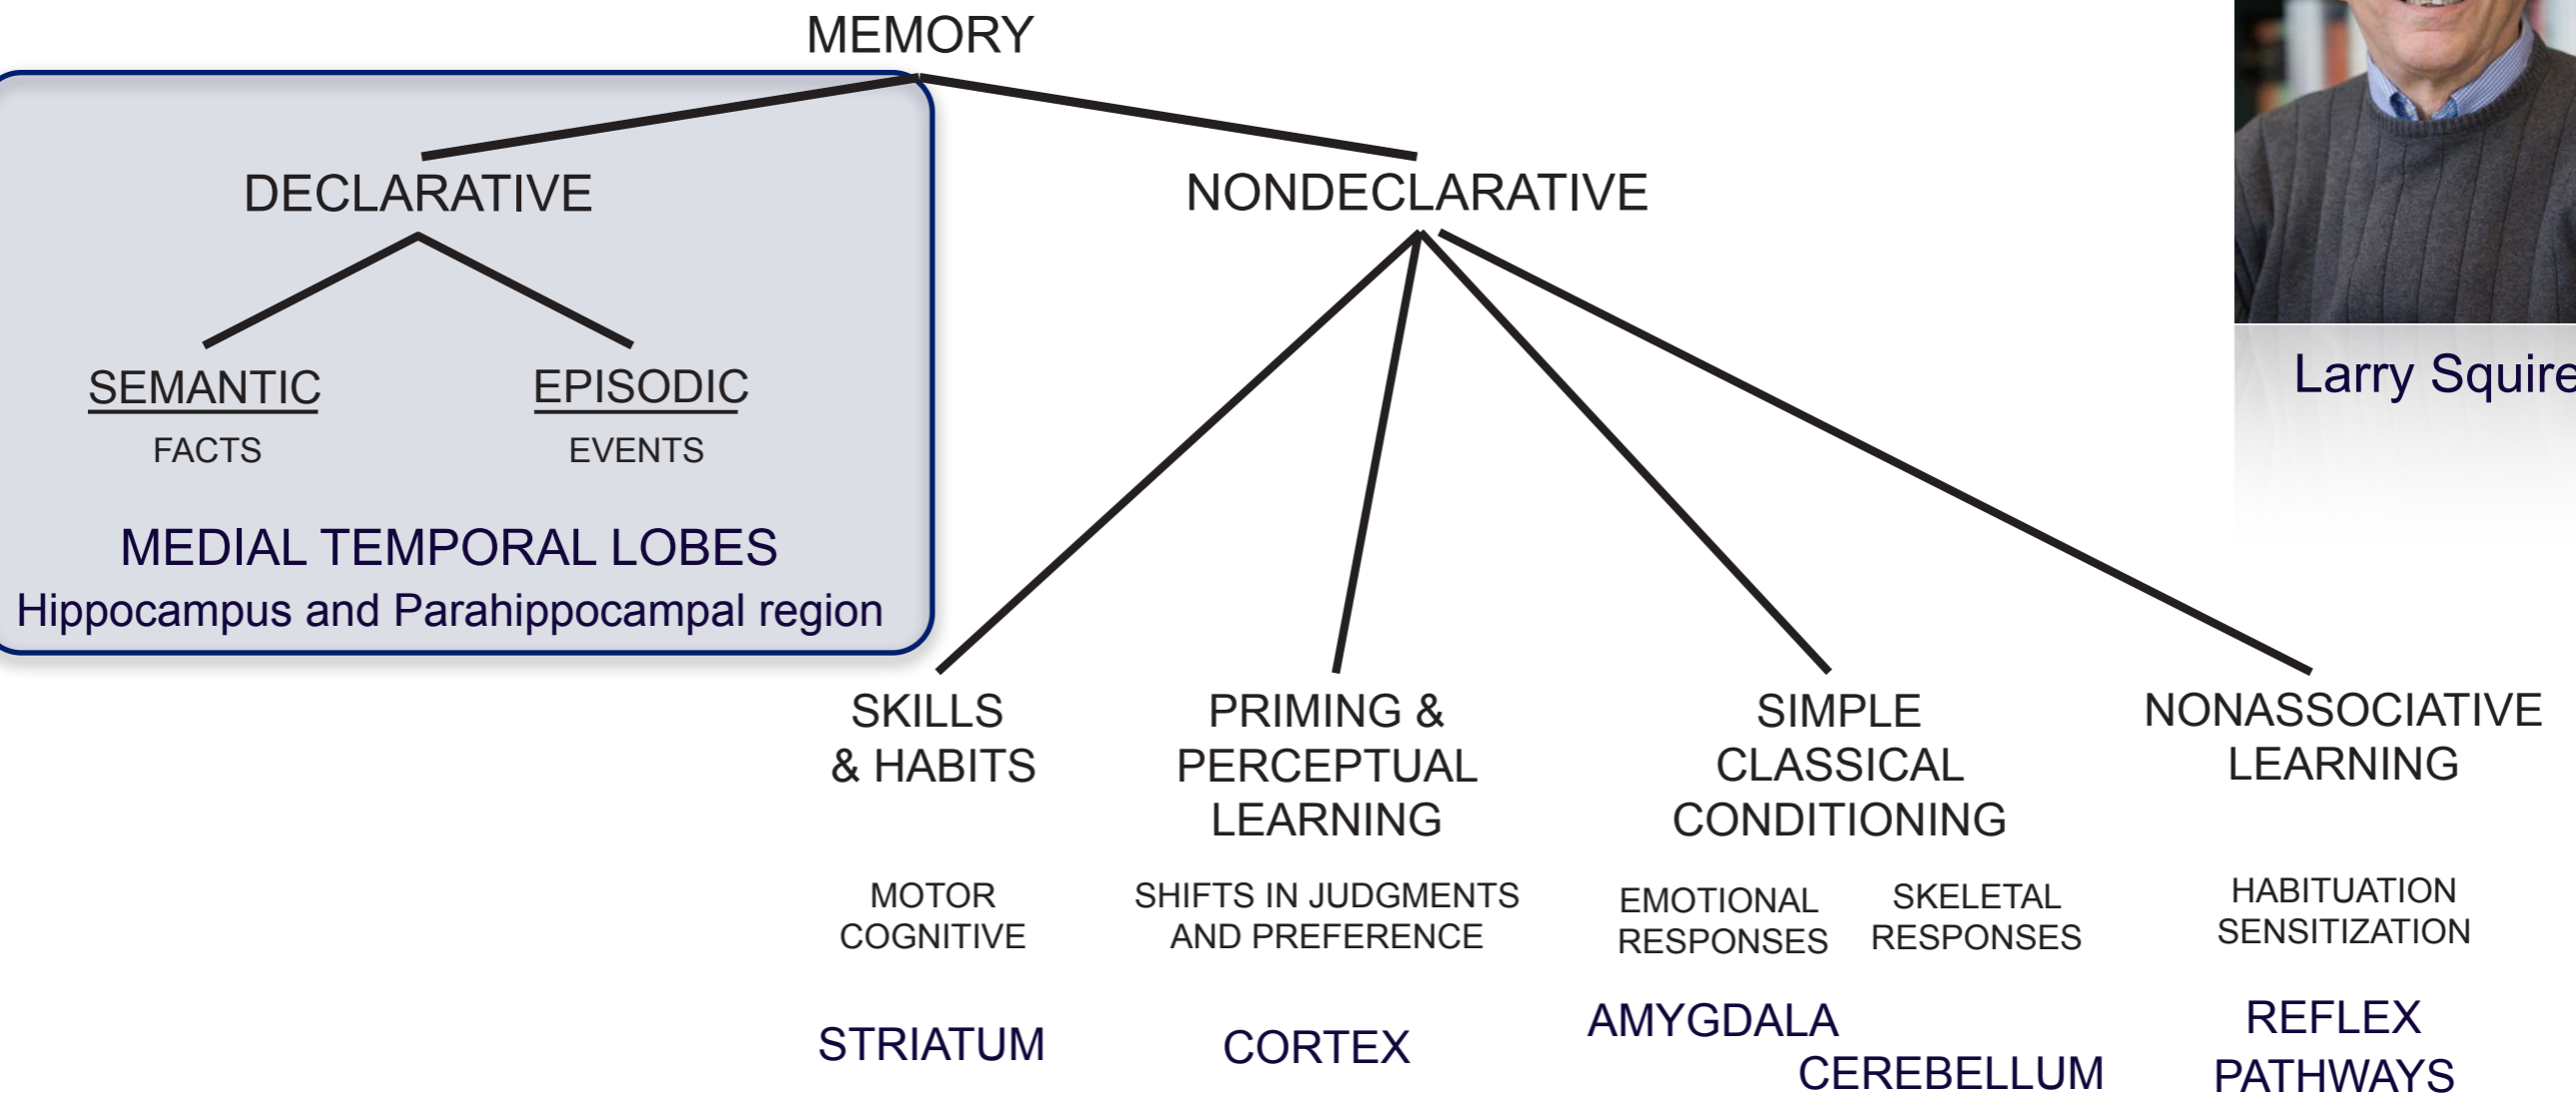 MEMORY
DECLARATIVE
NONDECLARATIVE
SEMANTIC
EPISODIC
FACTS
EVENTS
MEDIAL TEMPORAL LOBES
Hippocampus and Parahippocampal region
Larry Squire
SKILLS
& HABITS
PRIMING &
PERCEPTUAL
LEARNING
SIMPLE
CLASSICAL
CONDITIONING
NONASSOCIATIVE
LEARNING
MOTOR
COGNITIVE
SHIFTS IN JUDGMENTS
AND PREFERENCE
EMOTIONAL
RESPONSES
SKELETAL
RESPONSES
HABITUATION
SENSITIZATION
STRIATUM
CORTEX
AMYGDALA
CEREBELLUM
REFLEX
PATHWAYS